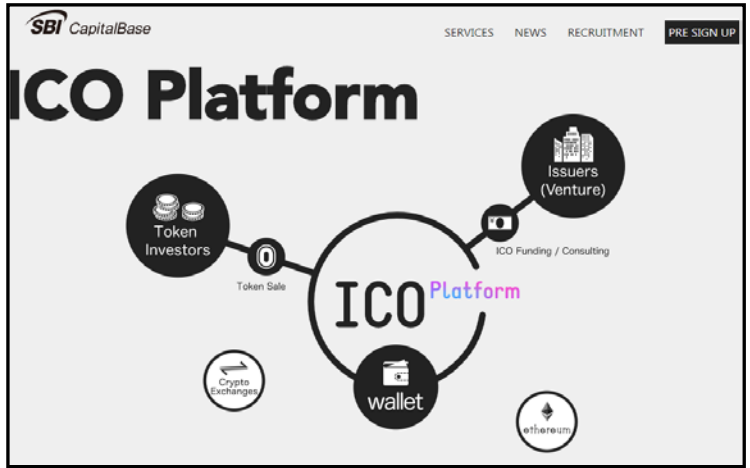 SBI CapitalBase
SERVICES NEWS RECRUITMENT PRE SIGN UP
ICO Platform
Issuers
(Venture)
Token
Investors
ICO Funding / Consulting
Token Sale
ICO Platform
Crypto
Exchanges
wallet
ethereum